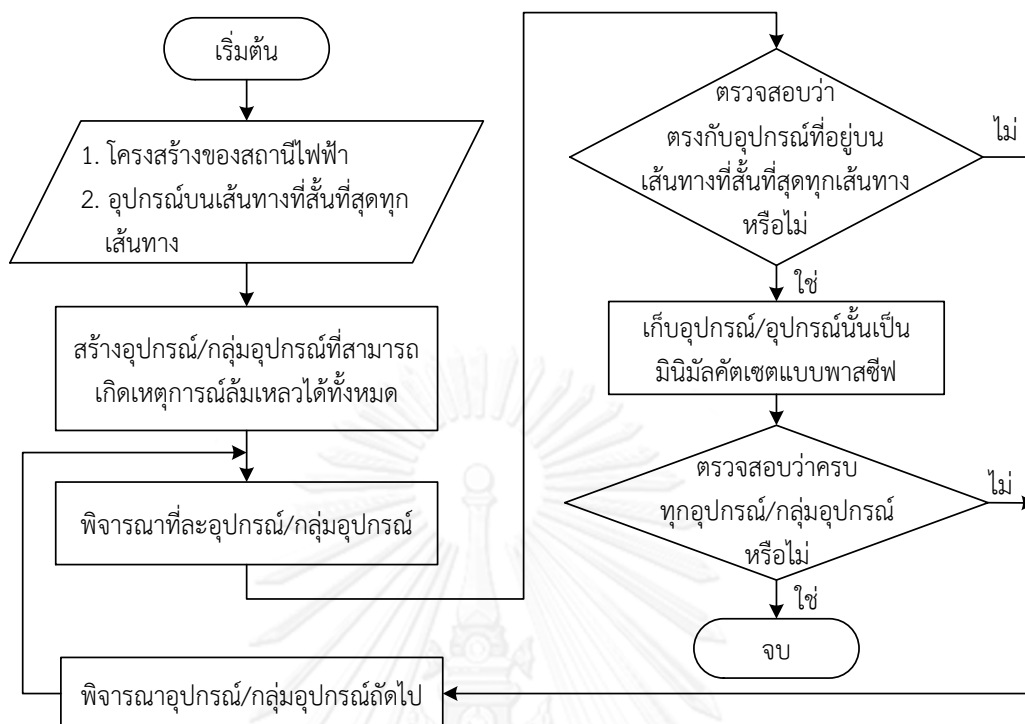 เริ่มต้น
1. โครงสร้างของสถานีไฟฟ้า
2. อุปกรณ์บนเส้นทางที่สั้นที่สุดทุก
เส้นทาง
สร้างอุปกรณ์/กลุ่มอุปกรณ์ที่สามารถ
เกิดเหตุการณ์ล้มเหลวได้ทั้งหมด
พิจารณาที่ละอุปกรณ์/กลุ่มอุปกรณ์
พิจารณาอุปกรณ์/กลุ่มอุปกรณ์ถัดไป
ตรวจสอบว่า
ตรงกับอุปกรณ์ที่อยู่บน
เส้นทางที่สั้นที่สุดทุกเส้นทาง
หรือไม่
ไม่
ใช่
เก็บอุปกรณ์/อุปกรณ์นั้นเป็น
มินิมัลคัตเซตแบบพาสซีฟ
ตรวจสอบว่าครบ
ทุกอุปกรณ์/กลุ่มอุปกรณ์
หรือไม่
ไม่
ใช่
จบ